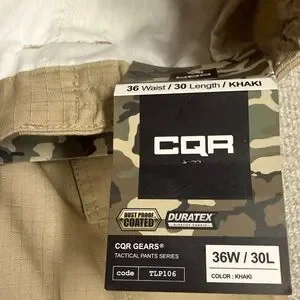 36 Waist / 30 Length / KHAKI
CQR
DUST PROOF
"COATED"
DURATEX
CQR GEARS®
TACTICAL PANTS SERIES
code TLP106
36W / 30L
COLOR : KHAKI